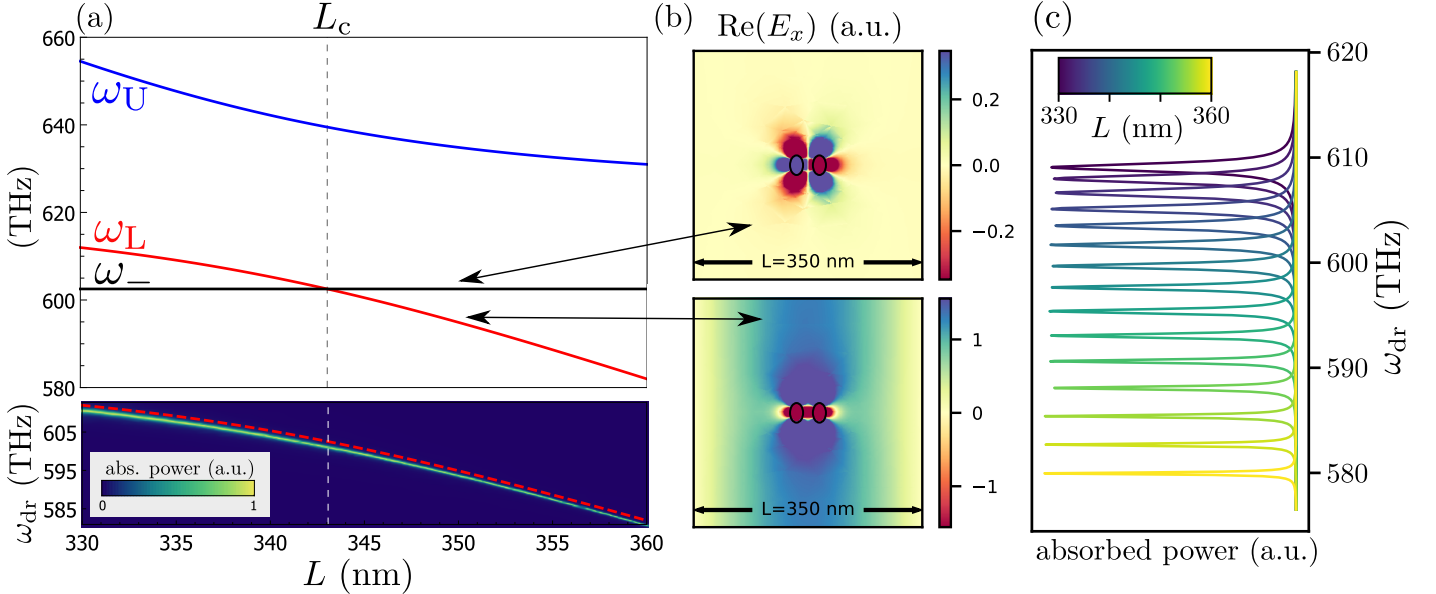 (a)
L_c
(THz)
660
640
620
600
580
ω_U
ω_L
ω_−
ω_dr (THz)
605
595
585
abs. power (a.u.)
0
1
330
335
340
345
350
355
360
L (nm)
(b)
Re(E_x) (a.u.)
L=350 nm
0.2
0.0
−0.2
L=350 nm
1
0
−1
(c)
330
360
L (nm)
620
610
600
590
580
ω_dr (THz)
absorbed power (a.u.)